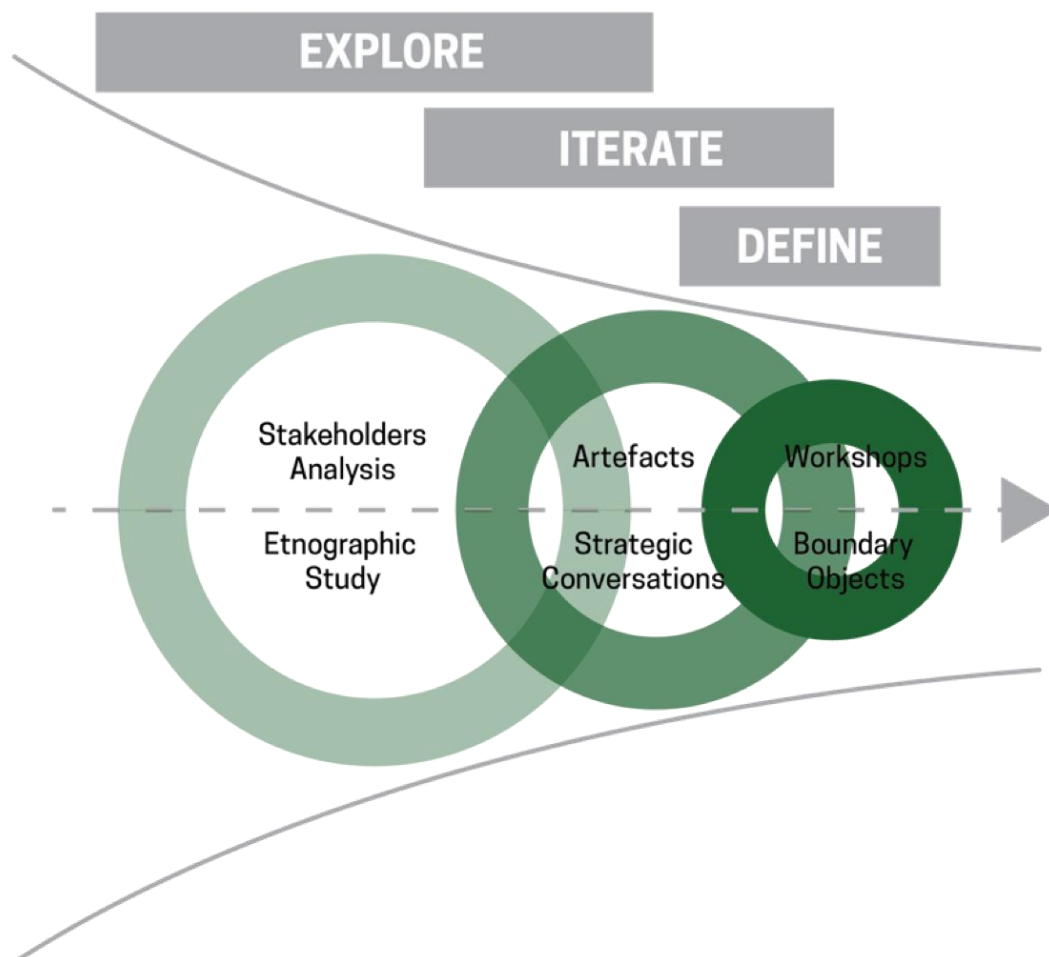 EXPLORE
ITERATE
DEFINE
Stakeholders
Analysis
Etnographic
Study
Artefacts
Strategic
Conversations
Workshops
Boundary
Objects